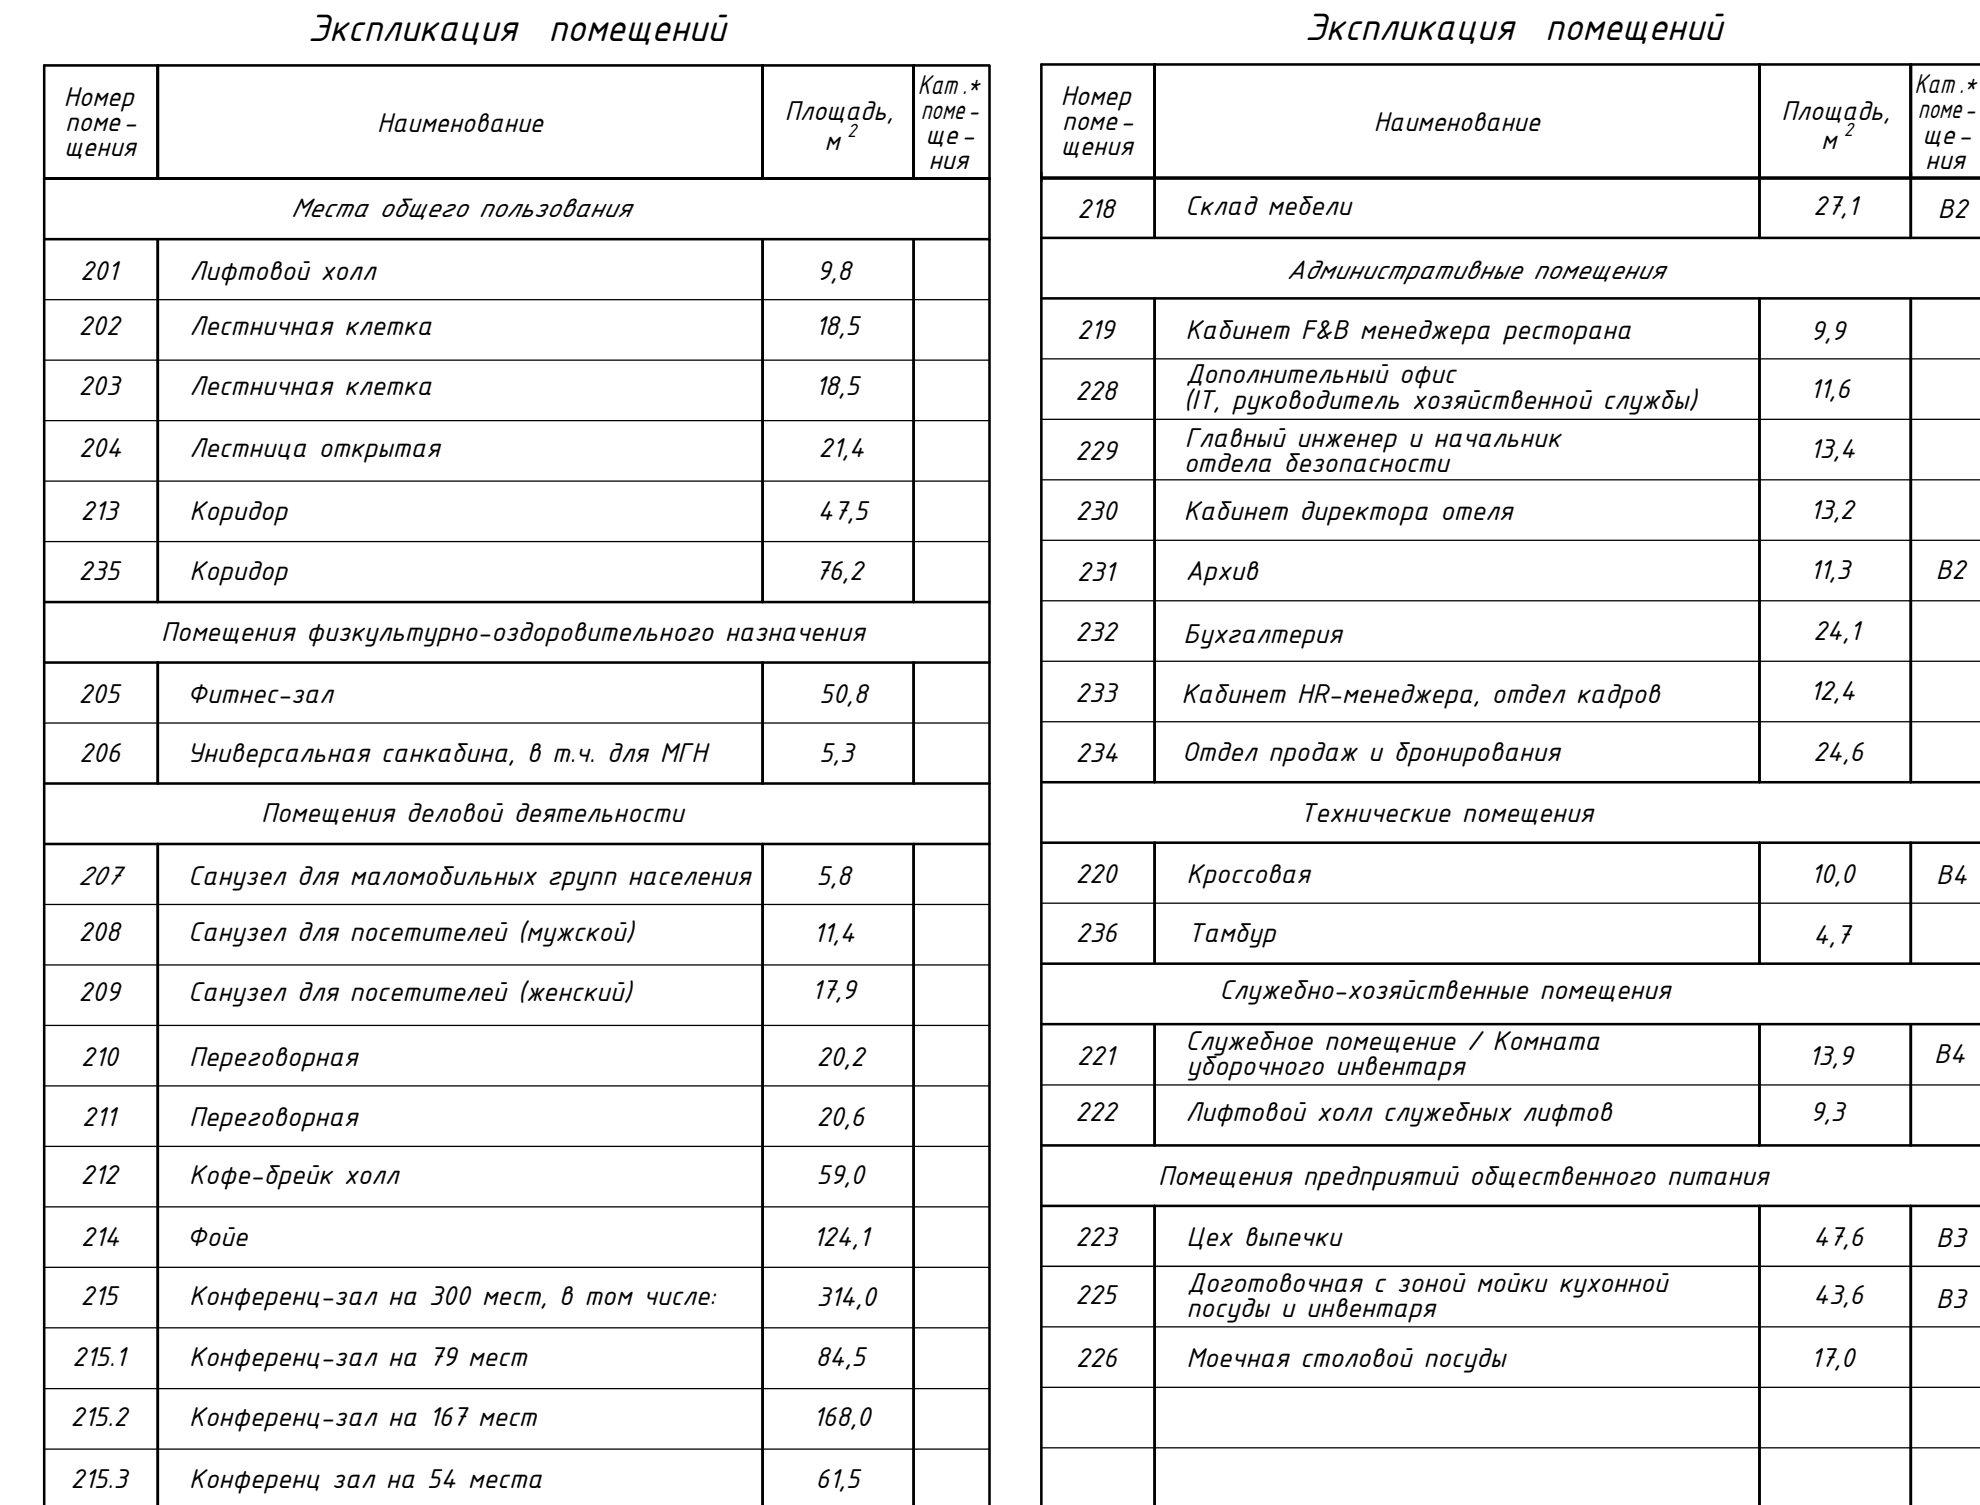 Экспликация помещений
Номер
поме-
щения
Наименование
Площадь,
м 2
Кат.*
поме-
ще-
ния
Места общего пользования
201 Лифтовой холл 9,8
202 Лестничная клетка 18,5
203 Лестничная клетка 18,5
204 Лестница открытая 21,4
213 Коридор 47,5
235 Коридор 76,2
Помещения физкультурно-оздоровительного назначения
205 Фитнес-зал 50,8
206 Универсальная санкабина, в т.ч. для МГН 5,3
Помещения деловой деятельности
207 Санузел для маломобильных групп населения 5,8
208 Санузел для посетителей (мужской) 11,4
209 Санузел для посетителей (женский) 17,9
210 Переговорная 20,2
211 Переговорная 20,6
212 Кофе-брейк холл 59,0
214 Фойе 124,1
215 Конференц-зал на 300 мест, в том числе: 314,0
215.1 Конференц-зал на 79 мест 84,5
215.2 Конференц-зал на 167 мест 168,0
215.3 Конференц зал на 54 места 61,5
Экспликация помещений
Номер
поме-
щения
Наименование
Площадь,
м 2
Кат.*
поме-
ще-
ния
218 Склад мебели 27,1 В2
Административные помещения
219 Кабинет F&B менеджера ресторана 9,9
228 Дополнительный офис
(IT, руководитель хозяйственной службы) 11,6
229 Главный инженер и начальник
отдела безопасности 13,4
230 Кабинет директора отеля 13,2
231 Архив 11,3 В2
232 Бухгалтерия 24,1
233 Кабинет HR-менеджера, отдел кадров 12,4
234 Отдел продаж и бронирования 24,6
Технические помещения
220 Кроссовая 10,0 В4
236 Тамбур 4,7
Служебно-хозяйственные помещения
221 Служебное помещение / Комната
уборочного инвентаря 13,9 В4
222 Лифтовой холл служебных лифтов 9,3
Помещения предприятий общественного питания
223 Цех выпечки 47,6 В3
225 Доготовочная с зоной мойки кухонной
посуды и инвентаря 43,6 В3
226 Моечная столовой посуды 17,0